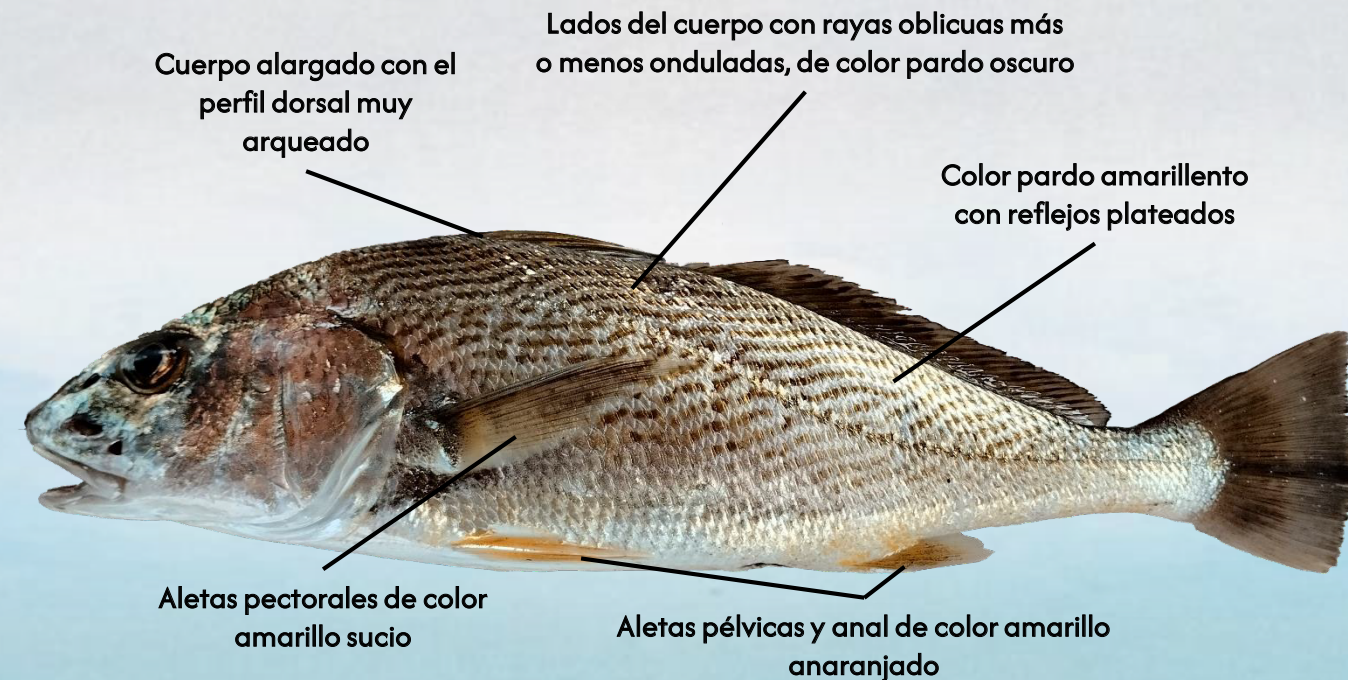 Lados del cuerpo con rayas oblicuas más
o menos onduladas, de color pardo oscuro
Cuerpo alargado con el
perfil dorsal muy
arqueado
Color pardo amarillento
con reflejos plateados
Aletas pectorales de color
amarillo sucio
Aletas pélvicas y anal de color amarillo
anaranjado